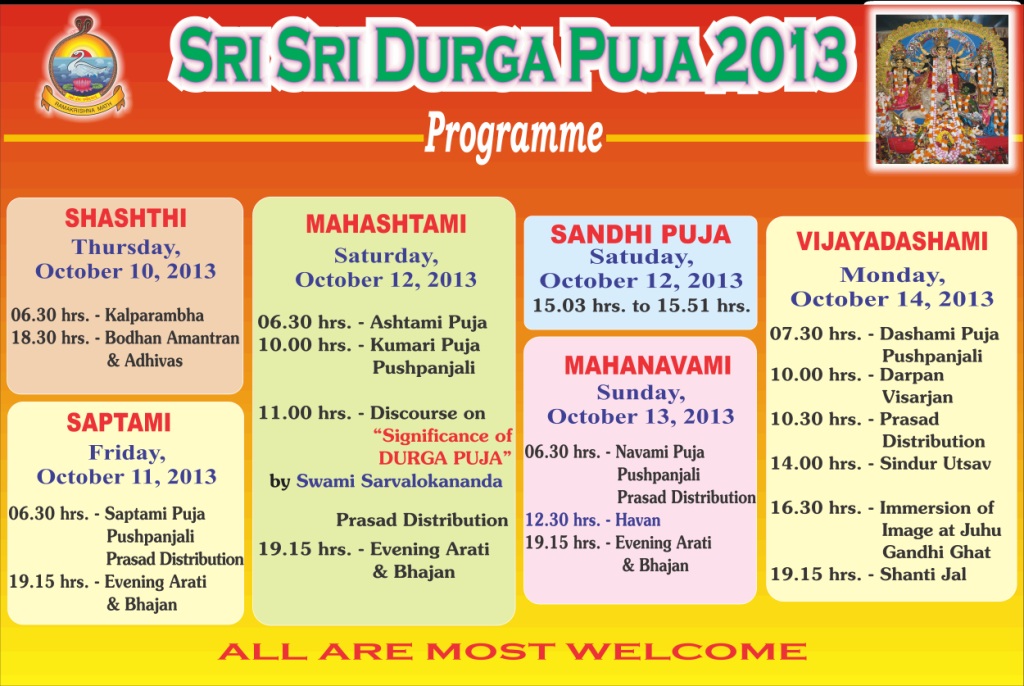 SRI SRI DURGA PUJA 2013
RAMAKRISHNA MATH
Programme
SHASHTHI
Thursday,
October 10, 2013
06.30 hrs. - Kalparambha
18.30 hrs. - Bodhan Amantran
& Adhivas
SAPTAMI
Friday,
October 11, 2013
06.30 hrs. - Saptami Puja
Pushpanjali
Prasad Distribution
19.15 hrs. - Evening Arati
& Bhajan
MAHASHTAMI
Saturday,
October 12, 2013
06.30 hrs. - Ashtami Puja
10.00 hrs. - Kumari Puja
Pushpanjali
11.00 hrs. - Discourse on
“Significance of
DURGA PUJA”
by Swami Sarvalokananda
Prasad Distribution
19.15 hrs. - Evening Arati
& Bhajan
SANDHI PUJA
Satuday,
October 12, 2013
15.03 hrs. to 15.51 hrs.
MAHANAVAMI
Sunday,
October 13, 2013
06.30 hrs. - Navami Puja
Pushpanjali
Prasad Distribution
12.30 hrs. - Havan
19.15 hrs. - Evening Arati
& Bhajan
VIJAYADASHAMI
Monday,
October 14, 2013
07.30 hrs. - Dashami Puja
Pushpanjali
10.00 hrs. - Darpan
Visarjan
10.30 hrs. - Prasad
Distribution
14.00 hrs. - Sindur Utsav
16.30 hrs. - Immersion of
Image at Juhu
Gandhi Ghat
19.15 hrs. - Shanti Jal
ALL ARE MOST WELCOME